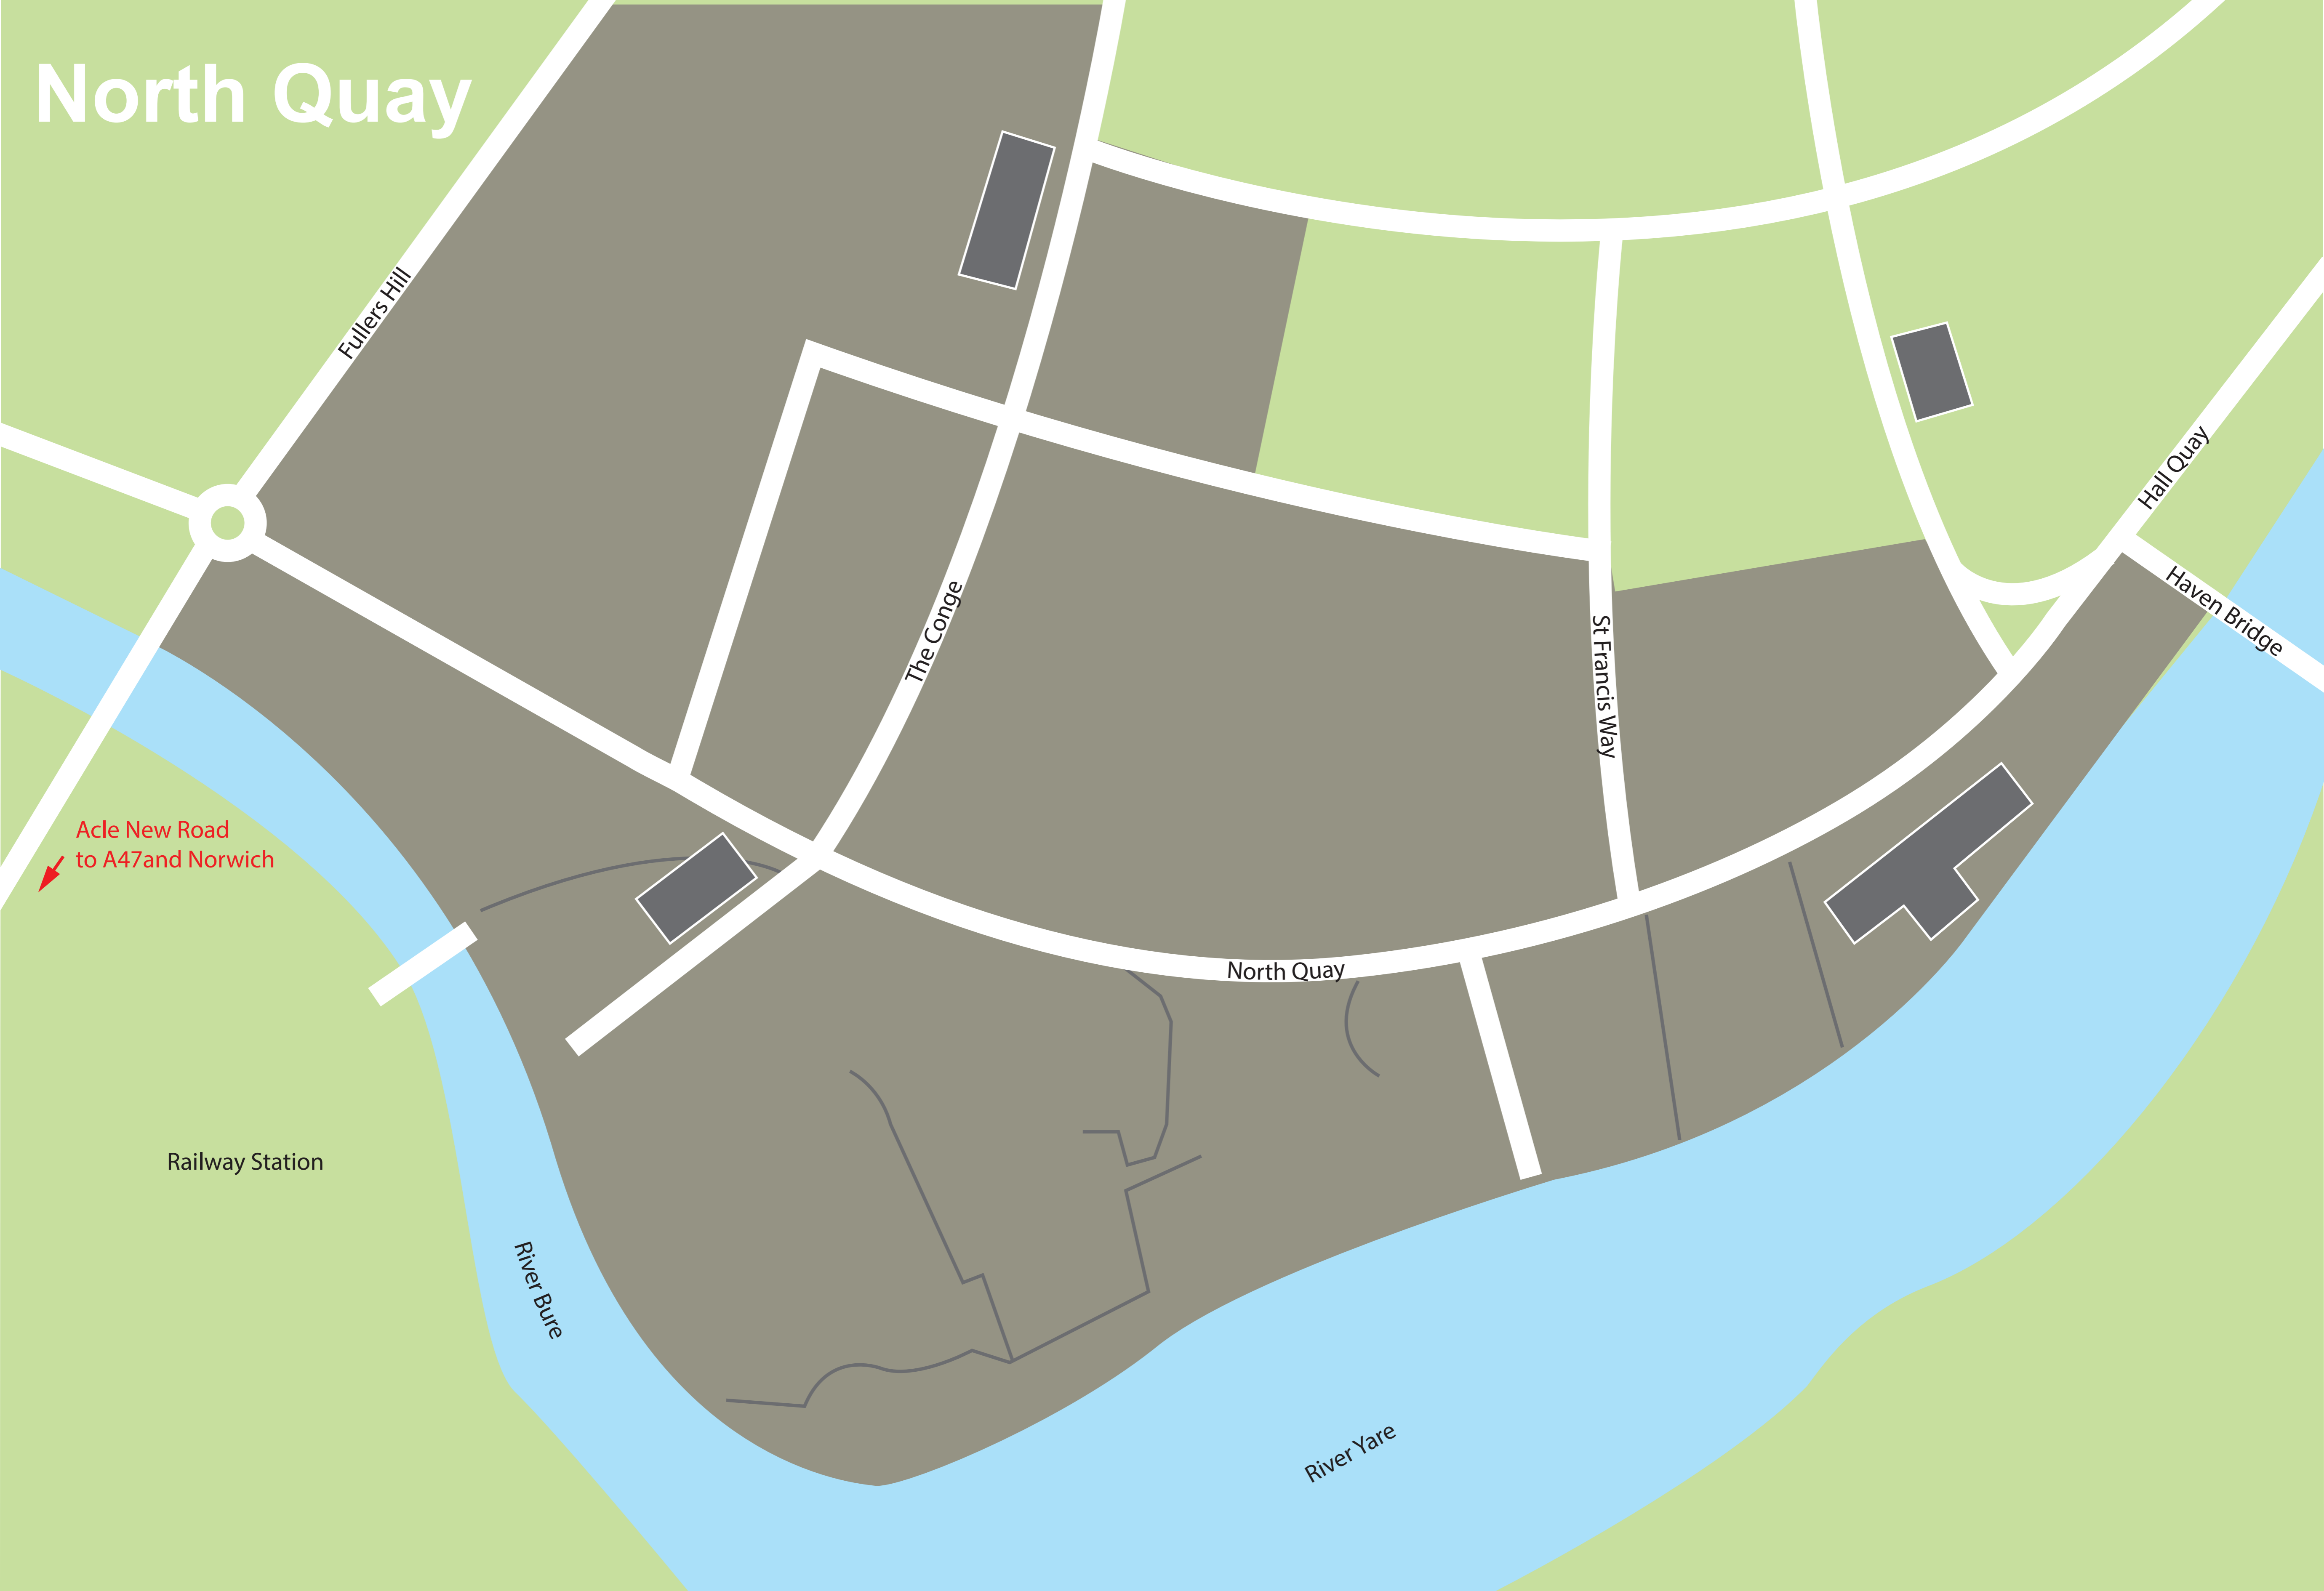 North Quay
Fullers Hill
Hall Quay
Haven Bridge
The Conge
St Francis Way
Acle New Road
to A47and Norwich
North Quay
Railway Station
River Bure
River Yare